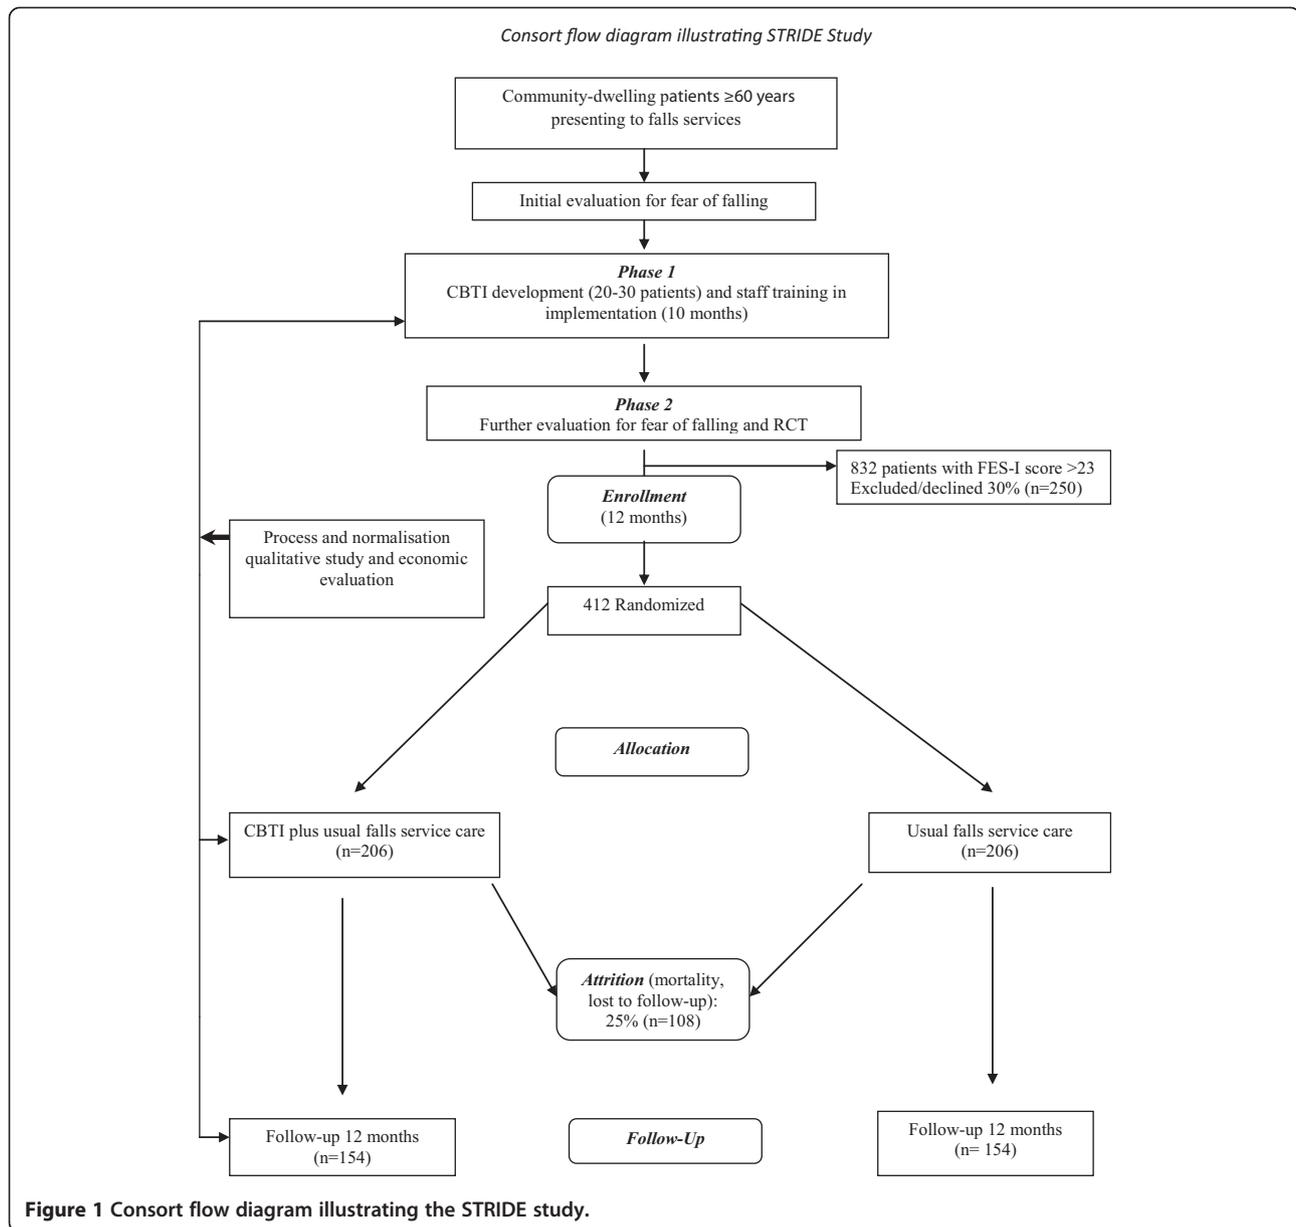 Consort flow diagram illustrating STRIDE Study
Community-dwelling patients ≥60 years
presenting to falls services
Initial evaluation for fear of falling
Phase 1
CBTI development (20-30 patients) and staff training in
implementation (10 months)
Phase 2
Further evaluation for fear of falling and RCT
832 patients with FES-I score >23
Excluded/declined 30% (n=250)
Enrollment
(12 months)
Process and normalisation
qualitative study and economic
evaluation
412 Randomized
Allocation
CBTI plus usual falls service care
(n=206)
Usual falls service care
(n=206)
Attrition (mortality,
lost to follow-up):
25% (n=108)
Follow-up 12 months
(n=154)
Follow-Up
Follow-up 12 months
(n= 154)
Figure 1 Consort flow diagram illustrating the STRIDE study.